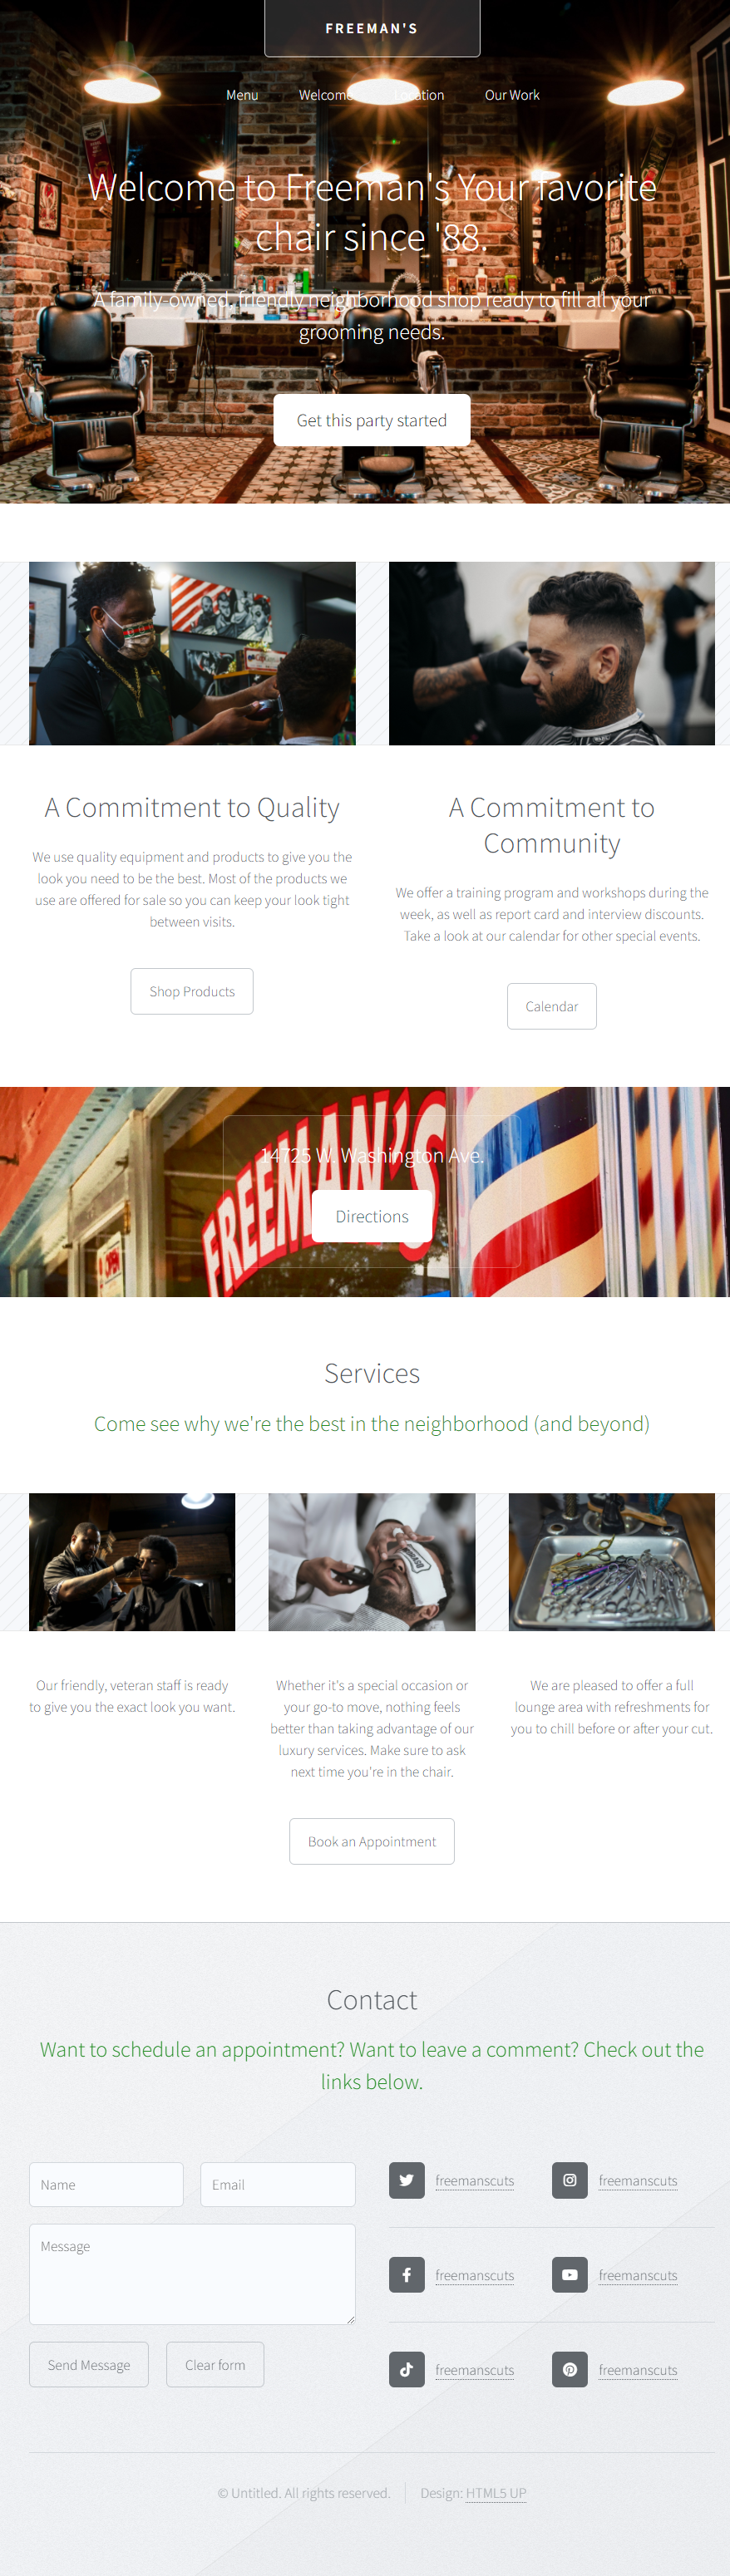 FREEMAN'S
Menu Welcome Location Our Work
Welcome to Freeman's Your favorite
chair since '88.
A family-owned, friendly neighborhood shop ready to fill all your
grooming needs.
Get this party started
A Commitment to Quality
We use quality equipment and products to give you the
look you need to be the best. Most of the products we
use are offered for sale so you can keep your look tight
between visits.
Shop Products
A Commitment to
Community
We offer a training program and workshops during the
week, as well as report card and interview discounts.
Take a look at our calendar for other special events.
Calendar
FREEMAN'S
14725 W. Washington Ave.
Directions
Services
Come see why we're the best in the neighborhood (and beyond)
Our friendly, veteran staff is ready
to give you the exact look you want.
Whether it's a special occasion or
your go-to move, nothing feels
better than taking advantage of our
luxury services. Make sure to ask
next time you're in the chair.
We are pleased to offer a full
lounge area with refreshments for
you to chill before or after your cut.
Book an Appointment
Contact
Want to schedule an appointment? Want to leave a comment? Check out the
links below.
Name Email
Message
Send Message Clear form
freemanscuts freemanscuts
freemanscuts freemanscuts
freemanscuts freemanscuts
© Untitled. All rights reserved. Design: HTML5 UP